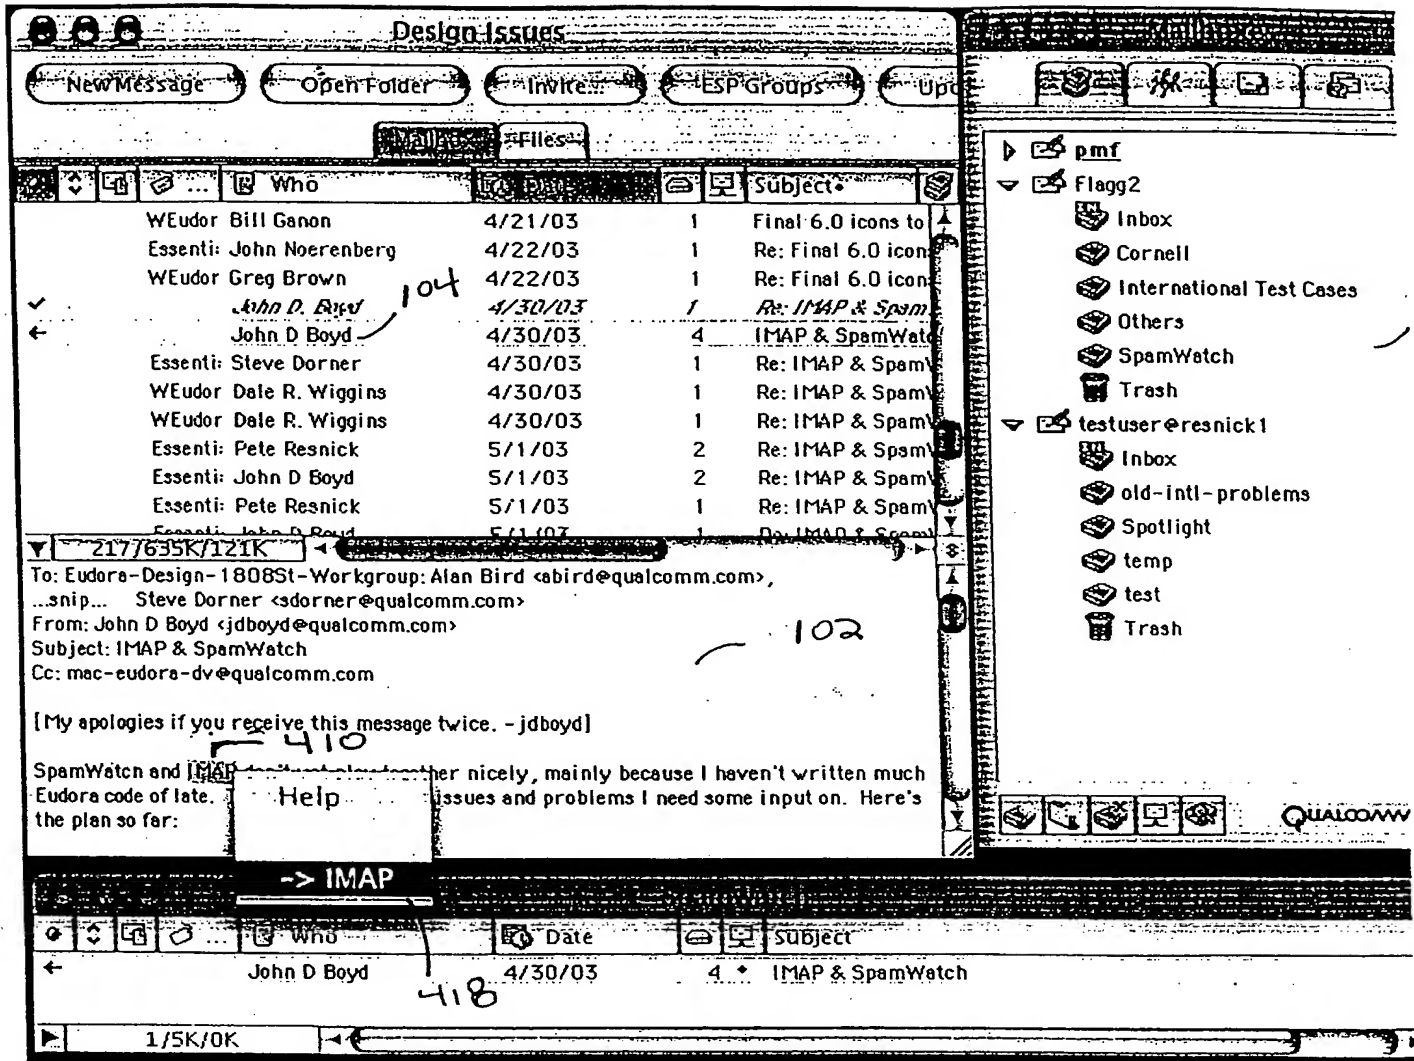 Design Issues
Mailboxes
New Message Open Folder Invite... ESP Groups
Mailbox Files
Who Date Subject
WEudor Bill Ganon 4/21/03 1 Final 6.0 icons to
Essenti: John Noerenberg 4/22/03 1 Re: Final 6.0 icon
WEudor Greg Brown 4/22/03 1 Re: Final 6.0 icon
104
✓ John D. Boyd 4/30/03 1 Re: IMAP & Spam
← John D Boyd 4/30/03 4 IMAP & SpamWatc
Essenti: Steve Dorner 4/30/03 1 Re: IMAP & Spam
WEudor Dale R. Wiggins 4/30/03 1 Re: IMAP & Spam
WEudor Dale R. Wiggins 4/30/03 1 Re: IMAP & Spam
Essenti: Pete Resnick 5/1/03 2 Re: IMAP & Spam
Essenti: John D Boyd 5/1/03 2 Re: IMAP & Spam
Essenti: Pete Resnick 5/1/03 1 Re: IMAP & Spam
217/635K/121K
To: Eudora-Design-1808St-Workgroup: Alan Bird <abird@qualcomm.com>,
...snip... Steve Dorner <sdorner@qualcomm.com>
From: John D Boyd <jdboyd@qualcomm.com>
Subject: IMAP & SpamWatch
Cc: mac-eudora-dv@qualcomm.com
102
[My apologies if you receive this message twice. -jdboyd]
410
SpamWatch and IMAP her nicely, mainly because I haven't written much
Eudora code of late. issues and problems I need some input on. Here's
the plan so far:
Help
-> IMAP
pmf
Flagg2
Inbox
Cornell
International Test Cases
Others
SpamWatch
Trash
testuser@resnick1
Inbox
old-intl-problems
Spotlight
temp
test
Trash
QUALCOMM
SpamWatch
Who Date Subject
← John D Boyd 4/30/03 4 • IMAP & SpamWatch
418
1/5K/0K